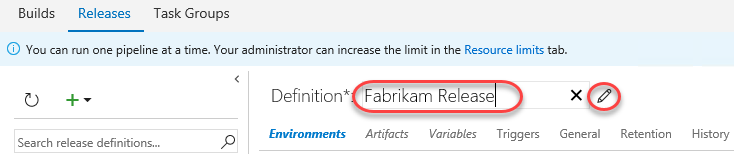 Builds Releases Task Groups
You can run one pipeline at a time. Your administrator can increase the limit in the Resource limits tab.
Definition*: Fabrikam Release
Environments Artifacts Variables Triggers General Retention History
Search release definitions...